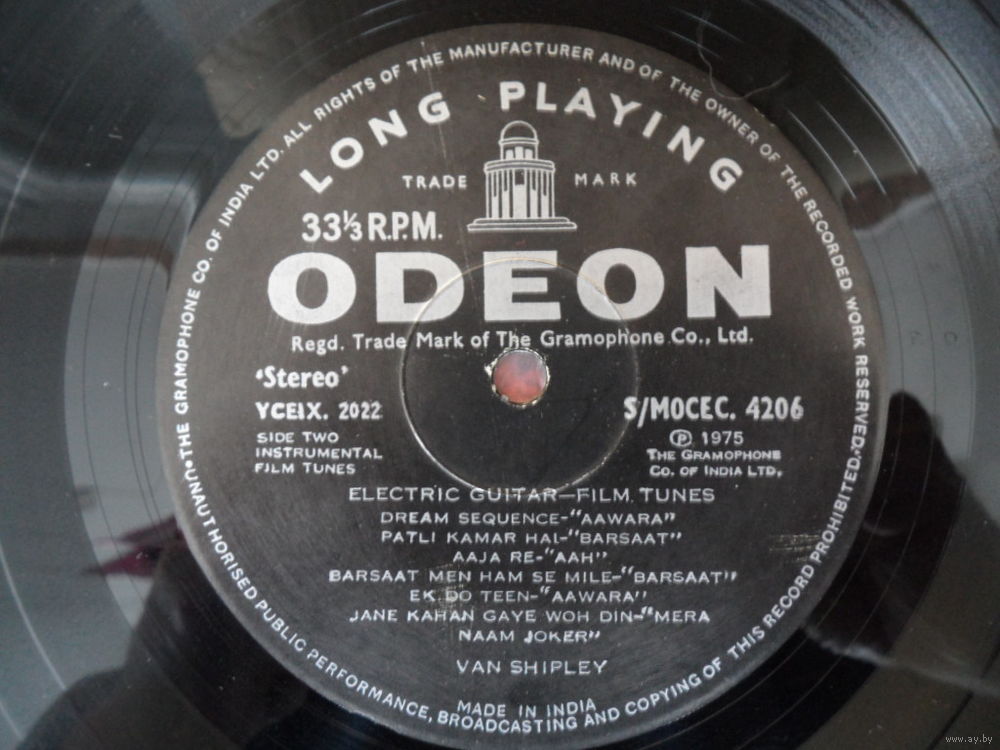 • THE GRAMOPHONE CO. OF INDIA LTD. ALL RIGHTS OF THE MANUFACTURER AND OF THE OWNER OF THE RECORDED WORK RESERVED.
UNAUTHORISED PUBLIC PERFORMANCE, BROADCASTING AND COPYING OF THIS RECORD PROHIBITED.
LONG PLAYING
TRADE MARK
33⅓ R.P.M.
ODEON
Regd. Trade Mark of The Gramophone Co., Ltd.
'Stereo'
YCEIX. 2022
S/MOCEC. 4206
SIDE TWO
INSTRUMENTAL
FILM TUNES
℗ 1975
THE GRAMOPHONE
CO. OF INDIA LTD.
ELECTRIC GUITAR—FILM TUNES
DREAM SEQUENCE-"AAWARA"
PATLI KAMAR HAI-"BARSAAT"
AAJA RE-"AAH"
BARSAAT MEN HAM SE MILE-"BARSAAT"
EK DO TEEN-"AAWARA"
JANE KAHAN GAYE WOH DIN-"MERA
NAAM JOKER"
VAN SHIPLEY
MADE IN INDIA
www.ay.by